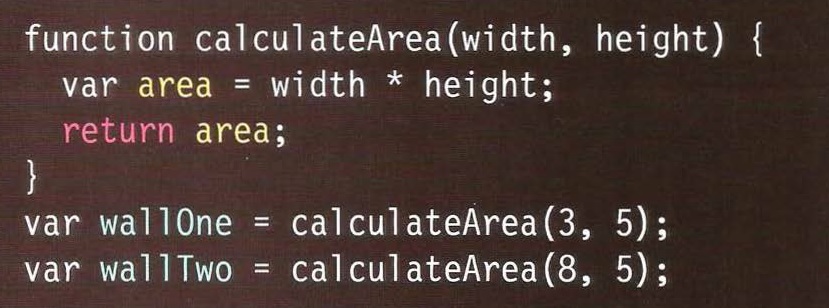 function calculateArea(width, height) {
  var area = width * height;
  return area;
}
var wallOne = calculateArea(3, 5);
var wallTwo = calculateArea(8, 5);